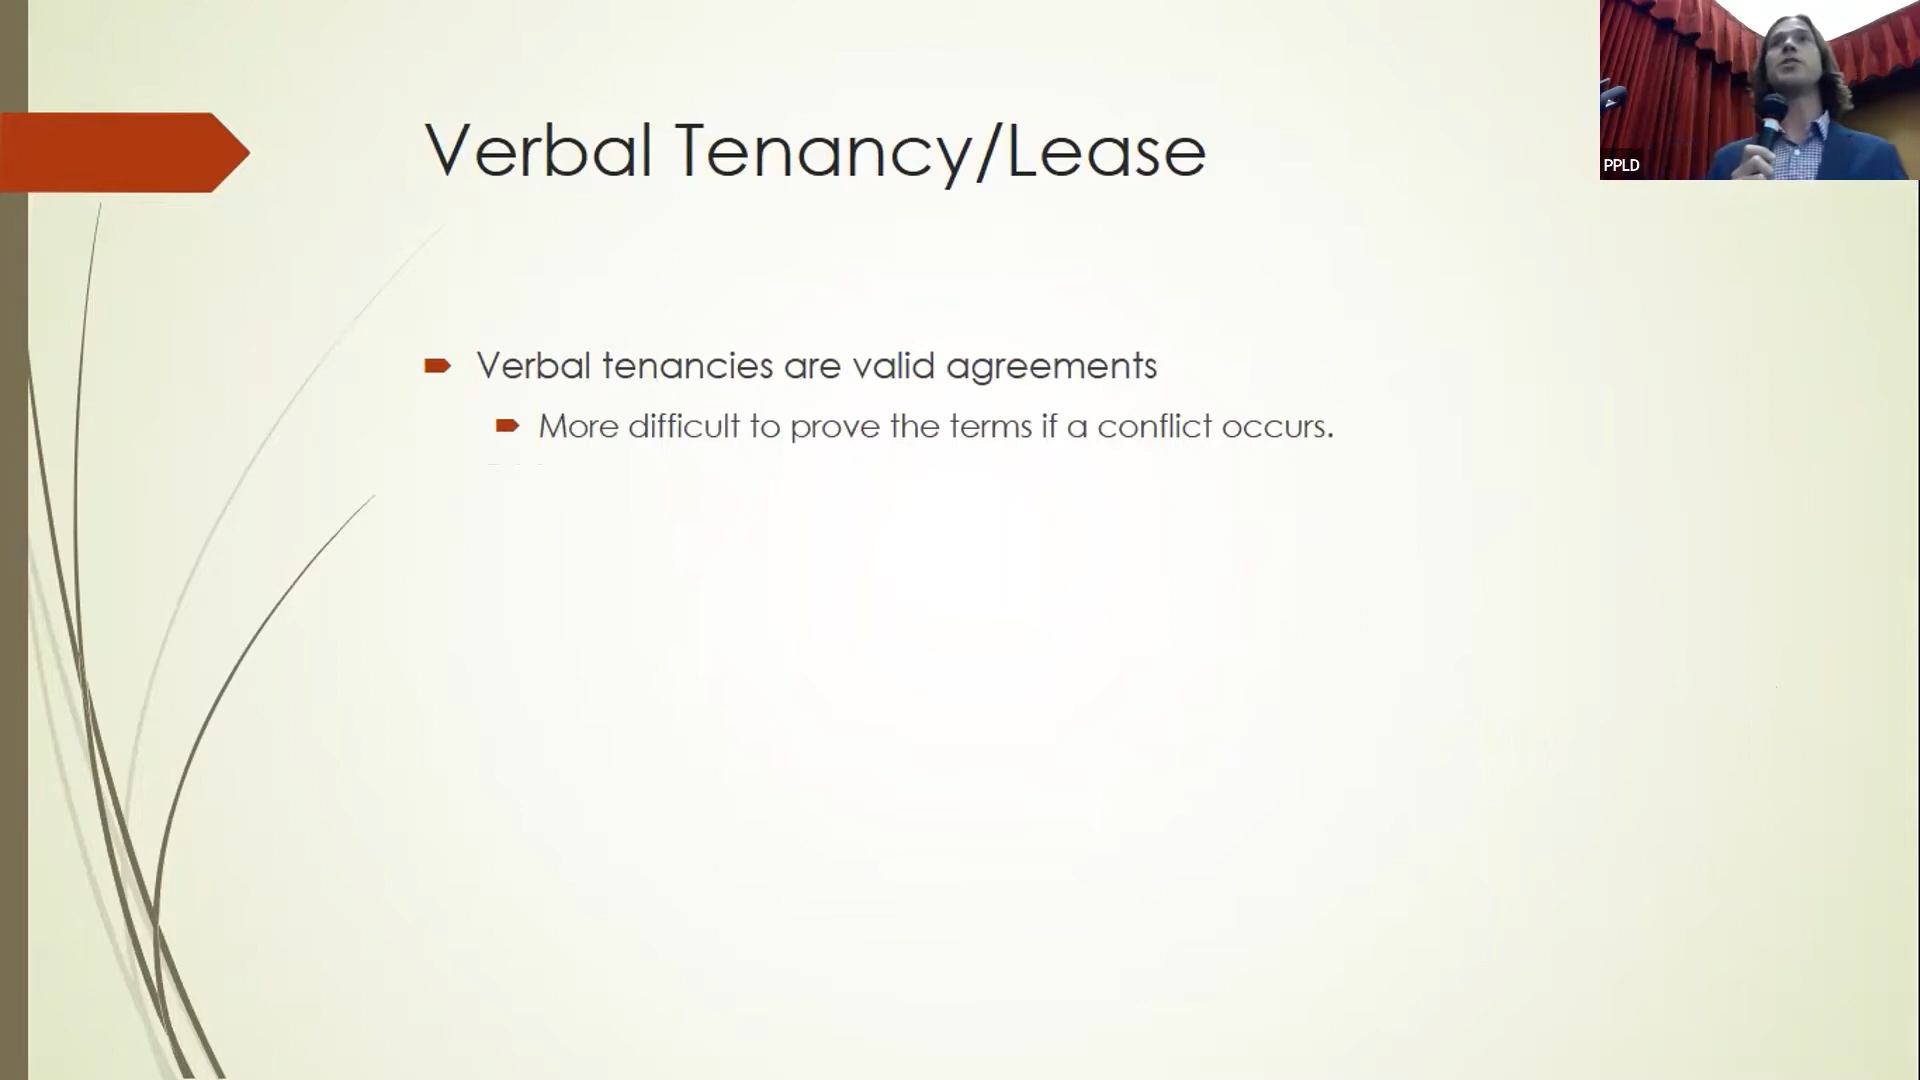 Verbal Tenancy/Lease
Verbal tenancies are valid agreements
More difficult to prove the terms if a conflict occurs.
PPLD